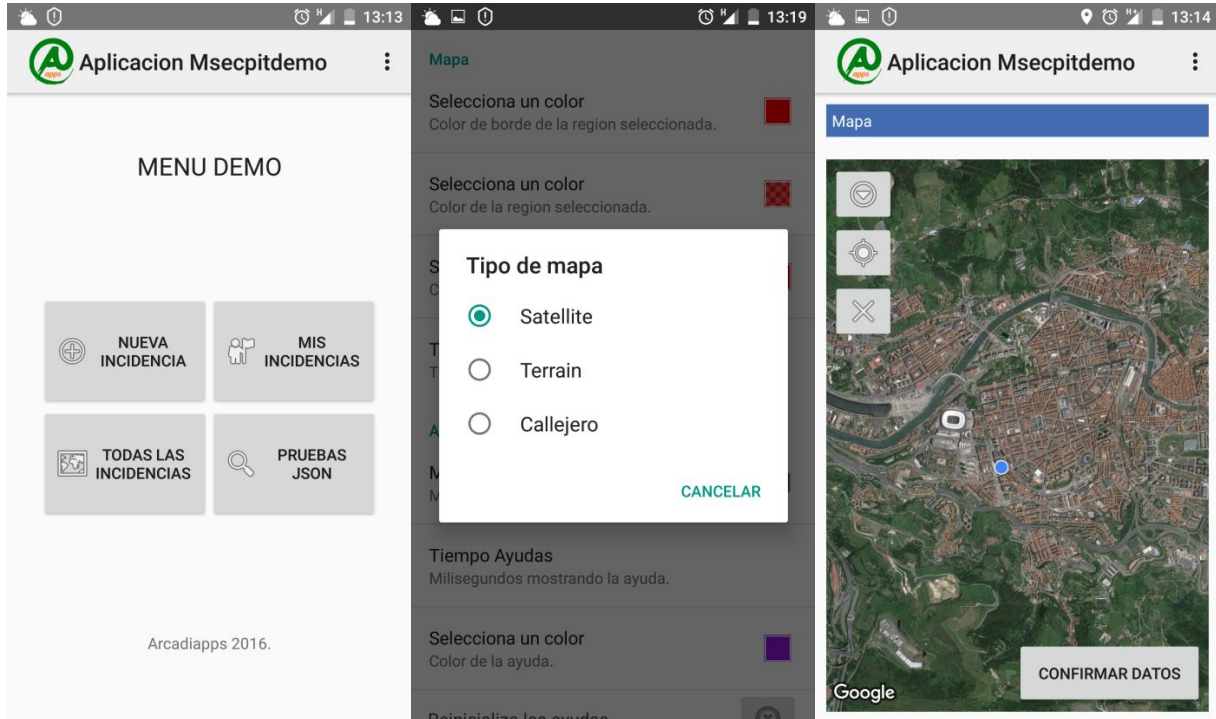 13:13
Aplicacion Msecpitdemo
apps
MENU DEMO
NUEVA
INCIDENCIA
MIS
INCIDENCIAS
TODAS LAS
INCIDENCIAS
PRUEBAS
JSON
Arcadiapps 2016.
13:19
Mapa
Selecciona un color
Color de borde de la region seleccionada.
Selecciona un color
Color de la region seleccionada.
Tipo de mapa
Satellite
Terrain
Callejero
CANCELAR
Tiempo Ayudas
Milisegundos mostrando la ayuda.
Selecciona un color
Color de la ayuda.
13:14
Aplicacion Msecpitdemo
apps
Mapa
CONFIRMAR DATOS
Google